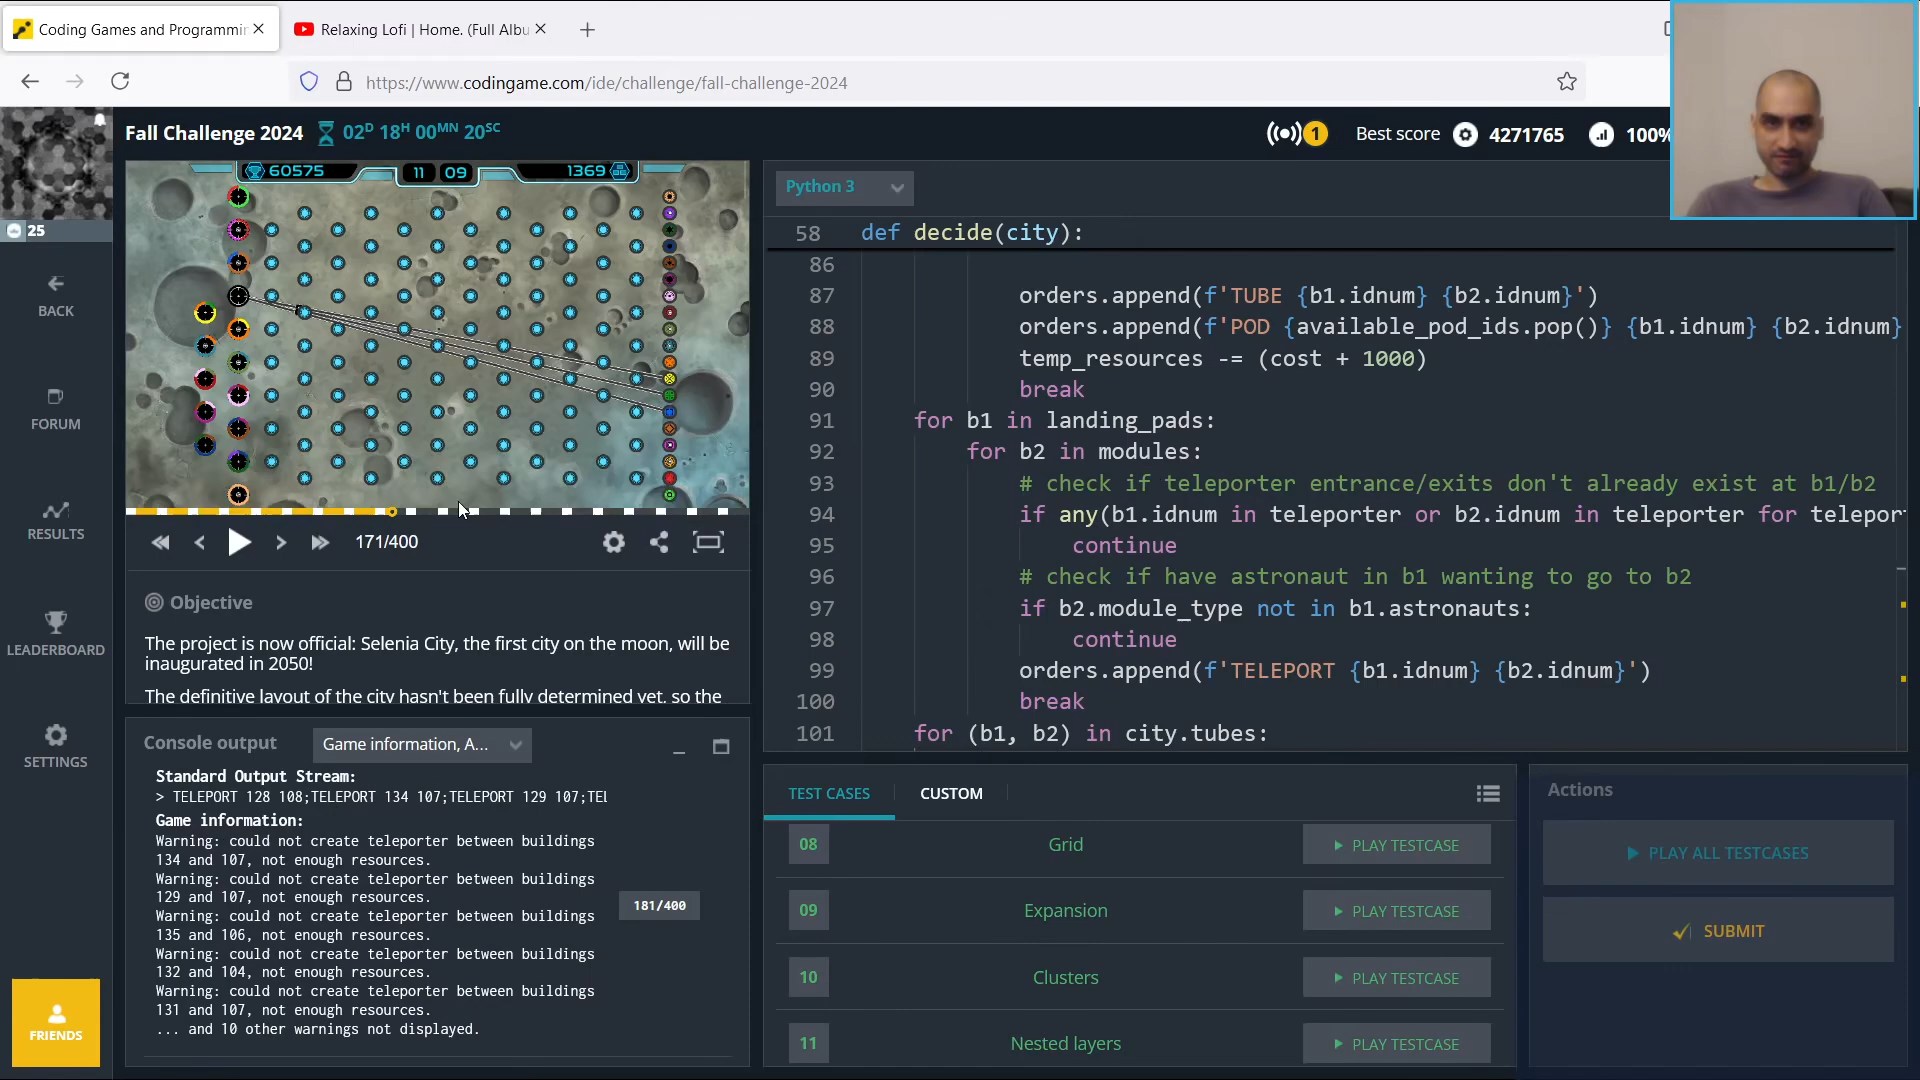 Coding Games and Programmin
Relaxing Lofi | Home. (Full Albu
https://www.codingame.com/ide/challenge/fall-challenge-2024
Fall Challenge 2024
02D 18H 00MN 20SC
1
Best score
4271765
100%
25
BACK
FORUM
RESULTS
LEADERBOARD
SETTINGS
FRIENDS
60575
11
09
1369
171/400
Objective
The project is now official: Selenia City, the first city on the moon, will be
inaugurated in 2050!
The definitive layout of the city hasn't been fully determined yet, so the
Console output
Game information, A...
Standard Output Stream:
> TELEPORT 128 108;TELEPORT 134 107;TELEPORT 129 107;TEL
Game information:
Warning: could not create teleporter between buildings
134 and 107, not enough resources.
Warning: could not create teleporter between buildings
129 and 107, not enough resources.
Warning: could not create teleporter between buildings
135 and 106, not enough resources.
Warning: could not create teleporter between buildings
132 and 104, not enough resources.
Warning: could not create teleporter between buildings
131 and 107, not enough resources.
... and 10 other warnings not displayed.
181/400
Python 3
58 def decide(city):
86
87 orders.append(f'TUBE {b1.idnum} {b2.idnum}')
88 orders.append(f'POD {available_pod_ids.pop()} {b1.idnum} {b2.idnum}
89 temp_resources -= (cost + 1000)
90 break
91 for b1 in landing_pads:
92 for b2 in modules:
93 # check if teleporter entrance/exits don't already exist at b1/b2
94 if any(b1.idnum in teleporter or b2.idnum in teleporter for telepor
95 continue
96 # check if have astronaut in b1 wanting to go to b2
97 if b2.module_type not in b1.astronauts:
98 continue
99 orders.append(f'TELEPORT {b1.idnum} {b2.idnum}')
100 break
101 for (b1, b2) in city.tubes:
TEST CASES
CUSTOM
08 Grid PLAY TESTCASE
09 Expansion PLAY TESTCASE
10 Clusters PLAY TESTCASE
11 Nested layers PLAY TESTCASE
Actions
PLAY ALL TESTCASES
SUBMIT